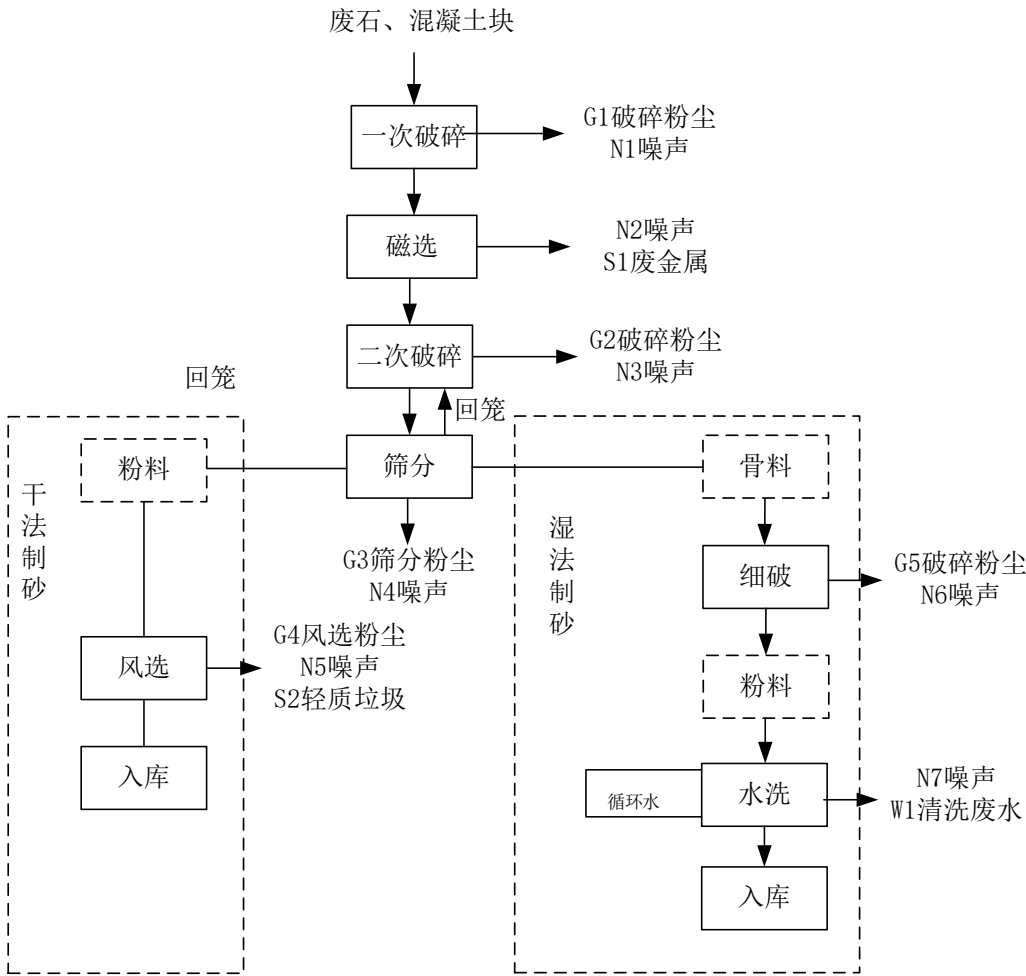 废石、混凝土块
一次破碎
G1破碎粉尘
N1噪声
磁选
N2噪声
S1废金属
二次破碎
G2破碎粉尘
N3噪声
回笼
回笼
粉料
筛分
骨料
干
法
制
砂
湿
法
制
砂
G3筛分粉尘
N4噪声
细破
G5破碎粉尘
N6噪声
风选
G4风选粉尘
N5噪声
S2轻质垃圾
粉料
入库
循环水
水洗
N7噪声
W1清洗废水
入库